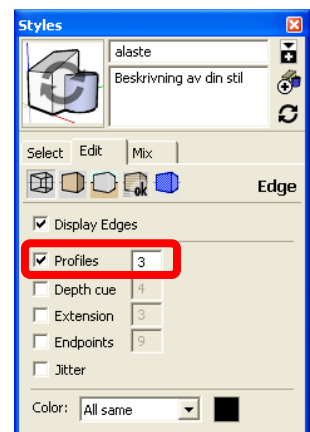 Styles
alaste
Beskrivning av din stil
Select Edit Mix
ok
Edge
Display Edges
Profiles 3
Depth cue 4
Extension 3
Endpoints 9
Jitter
Color: All same